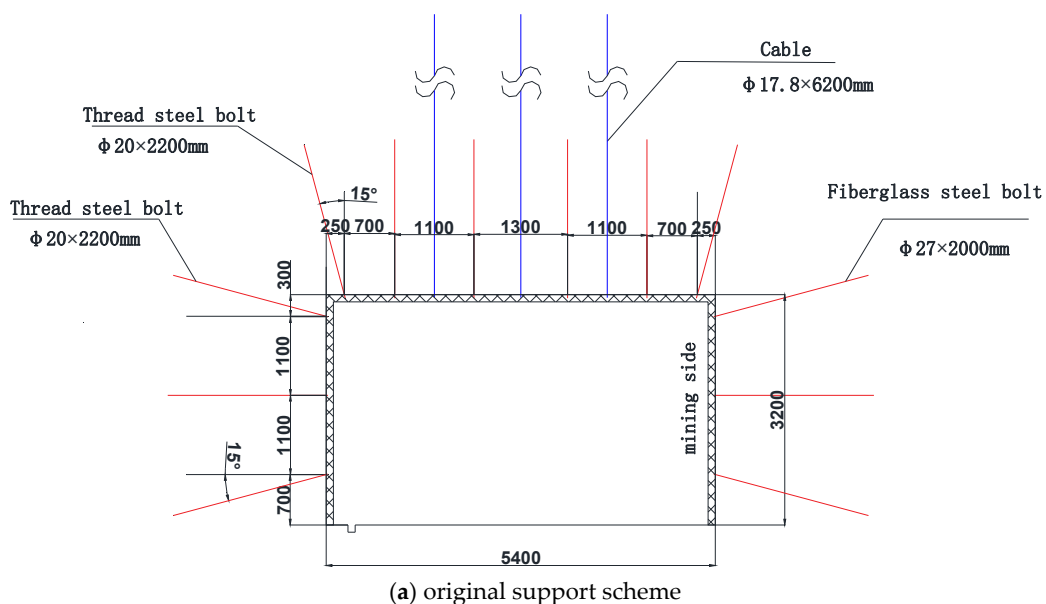 Cable
φ17.8×6200mm
Thread steel bolt
φ20×2200mm
15°
Thread steel bolt
φ20×2200mm
Fiberglass steel bolt
φ27×2000mm
250
700
1100
1300
1100
700
250
300
1100
1100
15°
700
mining side
3200
5400
(a) original support scheme